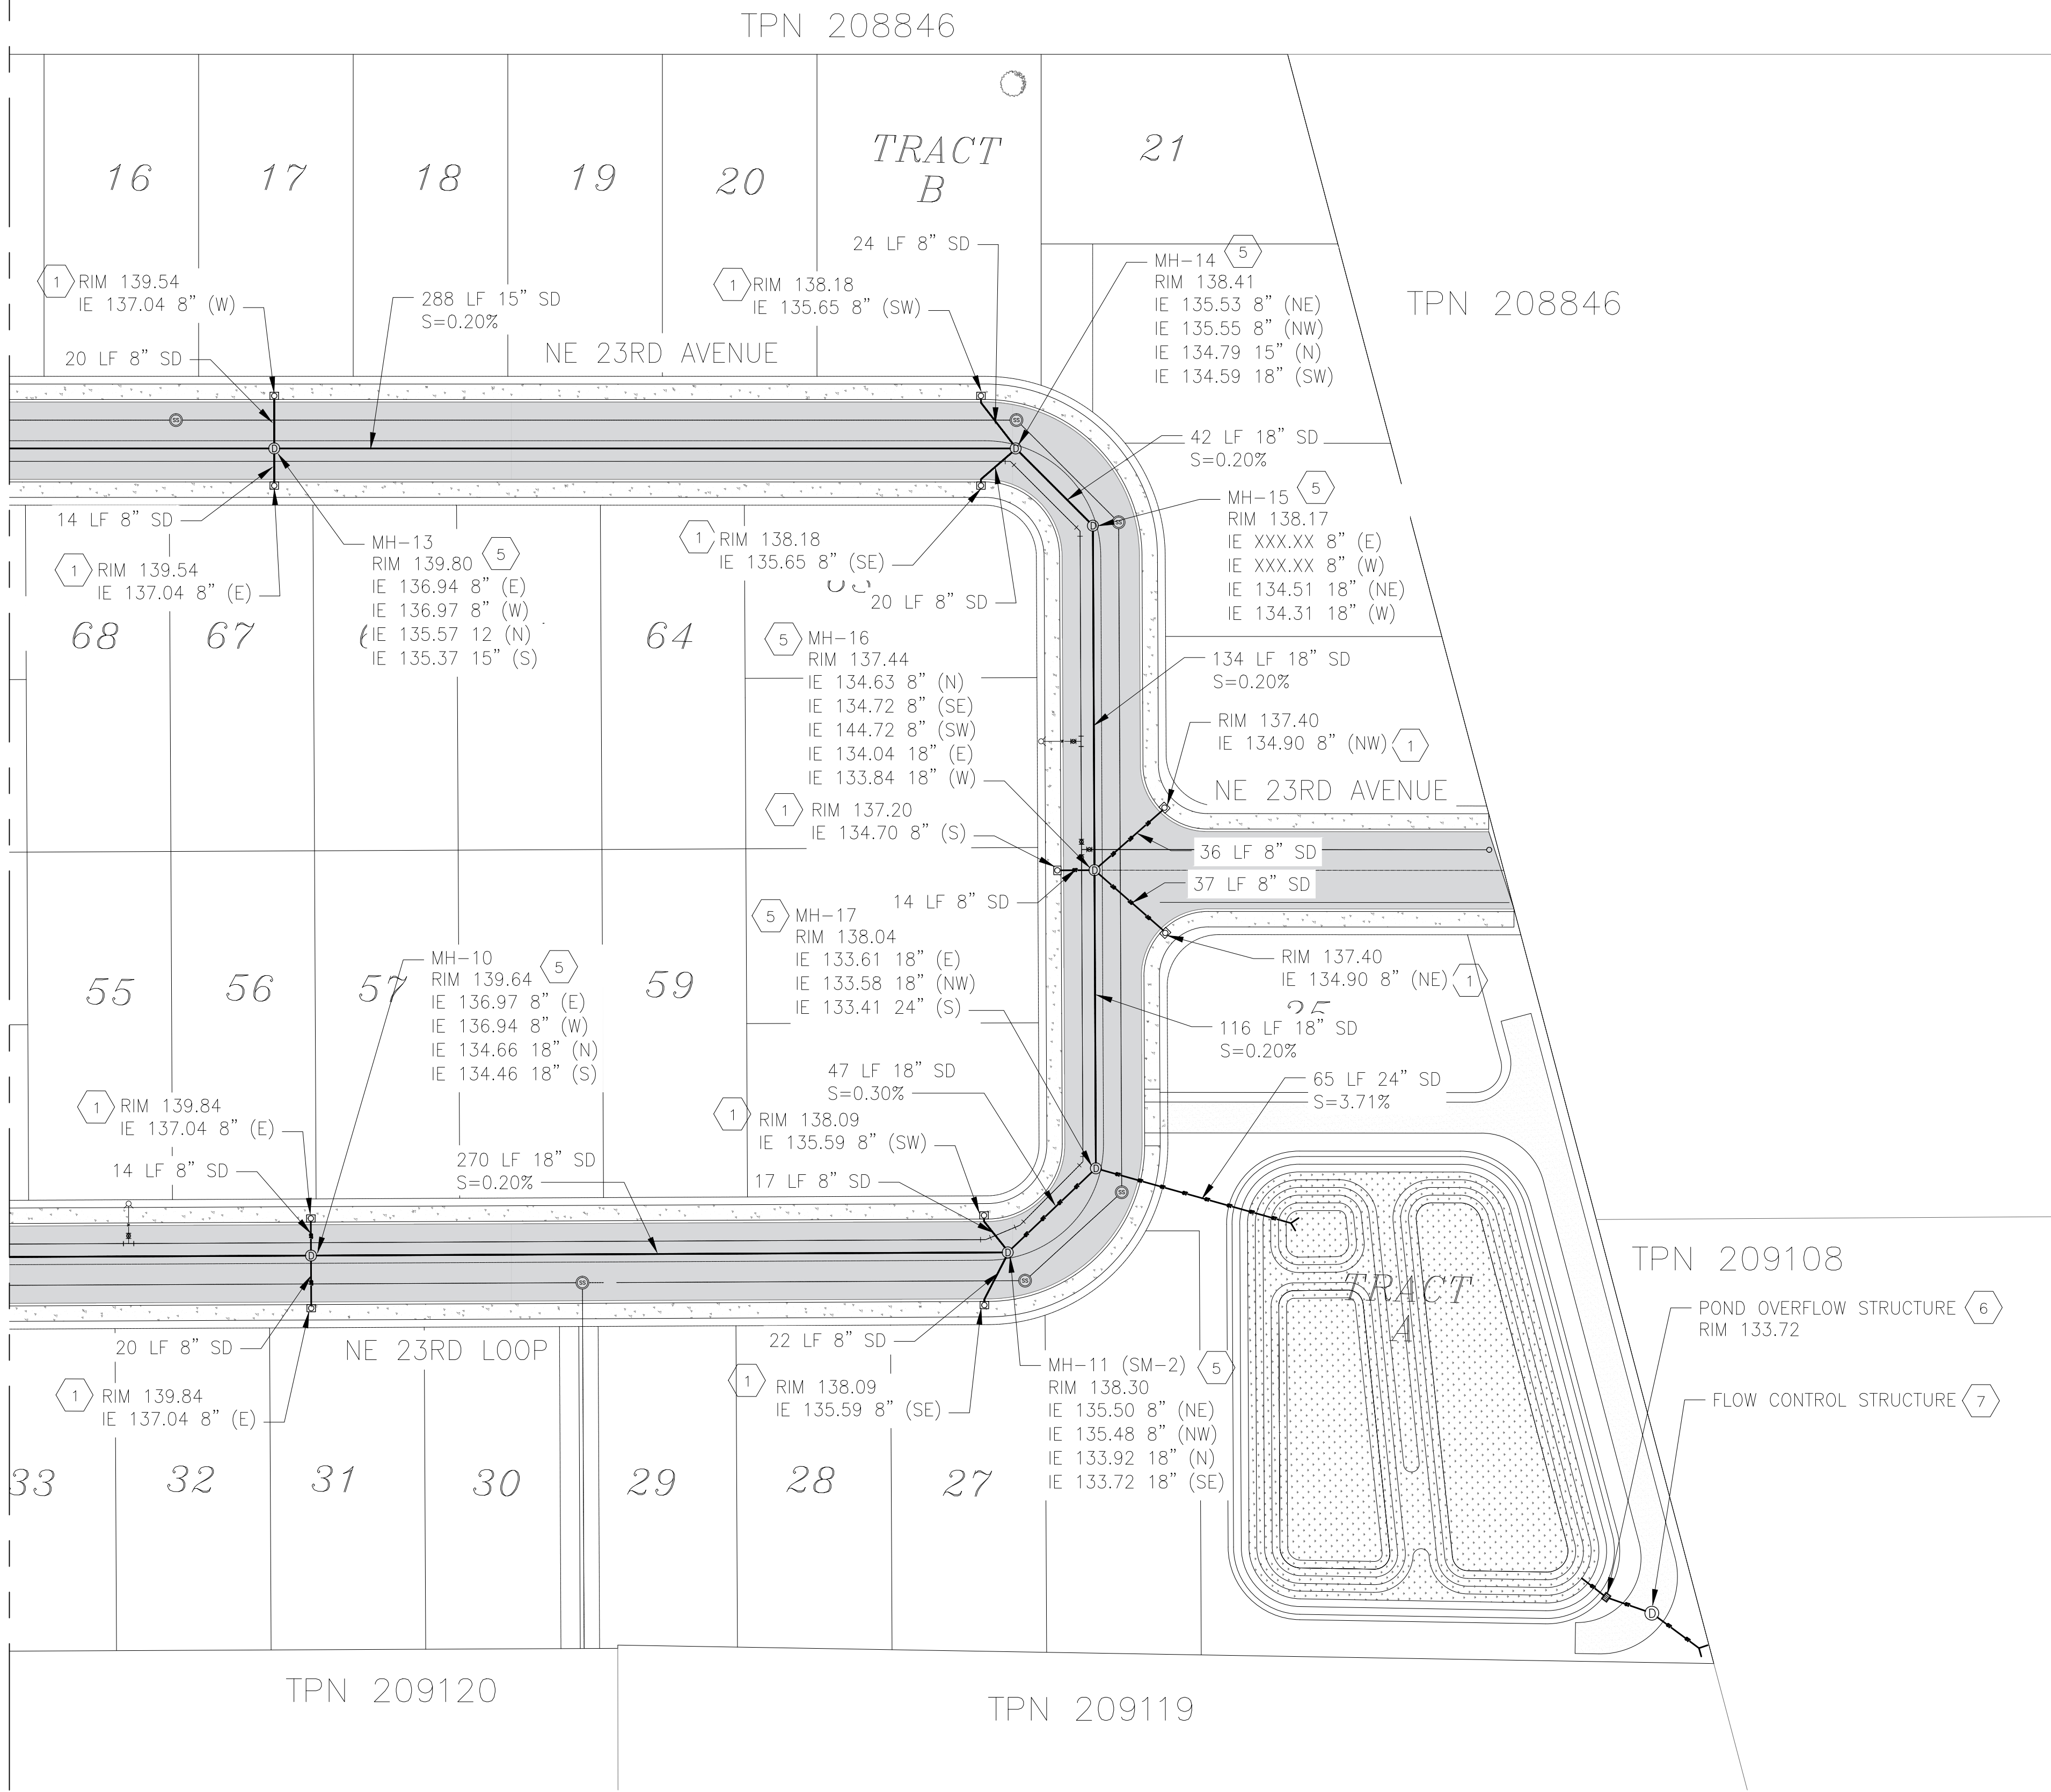 TPN 208846
16
17
18
19
20
TRACT
B
21
24 LF 8" SD
1
RIM 139.54
IE 137.04 8" (W)
20 LF 8" SD
288 LF 15" SD
S=0.20%
1
RIM 138.18
IE 135.65 8" (SW)
NE 23RD AVENUE
MH-14
5
RIM 138.41
IE 135.53 8" (NE)
IE 135.55 8" (NW)
IE 134.79 15" (N)
IE 134.59 18" (SW)
TPN 208846
42 LF 18" SD
S=0.20%
MH-15
5
RIM 138.17
IE XXX.XX 8" (E)
IE XXX.XX 8" (W)
IE 134.51 18" (NE)
IE 134.31 18" (W)
SS
SS
SS
D
D
D
14 LF 8" SD
1
RIM 139.54
IE 137.04 8" (E)
MH-13
RIM 139.80
5
IE 136.94 8" (E)
IE 136.97 8" (W)
IE 135.57 12 (N)
IE 135.37 15" (S)
1
RIM 138.18
IE 135.65 8" (SE)
20 LF 8" SD
68
67
64
5
MH-16
RIM 137.44
IE 134.63 8" (N)
IE 134.72 8" (SE)
IE 144.72 8" (SW)
IE 134.04 18" (E)
IE 133.84 18" (W)
134 LF 18" SD
S=0.20%
RIM 137.40
IE 134.90 8" (NW)
1
NE 23RD AVENUE
1
RIM 137.20
IE 134.70 8" (S)
36 LF 8" SD
D
37 LF 8" SD
14 LF 8" SD
5
MH-17
RIM 138.04
IE 133.61 18" (E)
IE 133.58 18" (NW)
IE 133.41 24" (S)
RIM 137.40
IE 134.90 8" (NE)
1
116 LF 18" SD
S=0.20%
55
56
57
59
MH-10
RIM 139.64
5
IE 136.97 8" (E)
IE 136.94 8" (W)
IE 134.66 18" (N)
IE 134.46 18" (S)
47 LF 18" SD
S=0.30%
65 LF 24" SD
S=3.71%
1
RIM 139.84
IE 137.04 8" (E)
14 LF 8" SD
1
RIM 138.09
IE 135.59 8" (SW)
270 LF 18" SD
S=0.20%
17 LF 8" SD
D
SS
D
D
SS
SS
TRACT
A
TPN 209108
POND OVERFLOW STRUCTURE
6
RIM 133.72
20 LF 8" SD
NE 23RD LOOP
22 LF 8" SD
1
RIM 139.84
IE 137.04 8" (E)
1
RIM 138.09
IE 135.59 8" (SE)
MH-11 (SM-2)
5
RIM 138.30
IE 135.50 8" (NE)
IE 135.48 8" (NW)
IE 133.92 18" (N)
IE 133.72 18" (SE)
FLOW CONTROL STRUCTURE
7
33
32
31
30
29
28
27
D
TPN 209120
TPN 209119